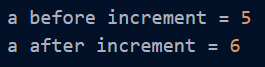 a before increment = 5
a after increment = 6